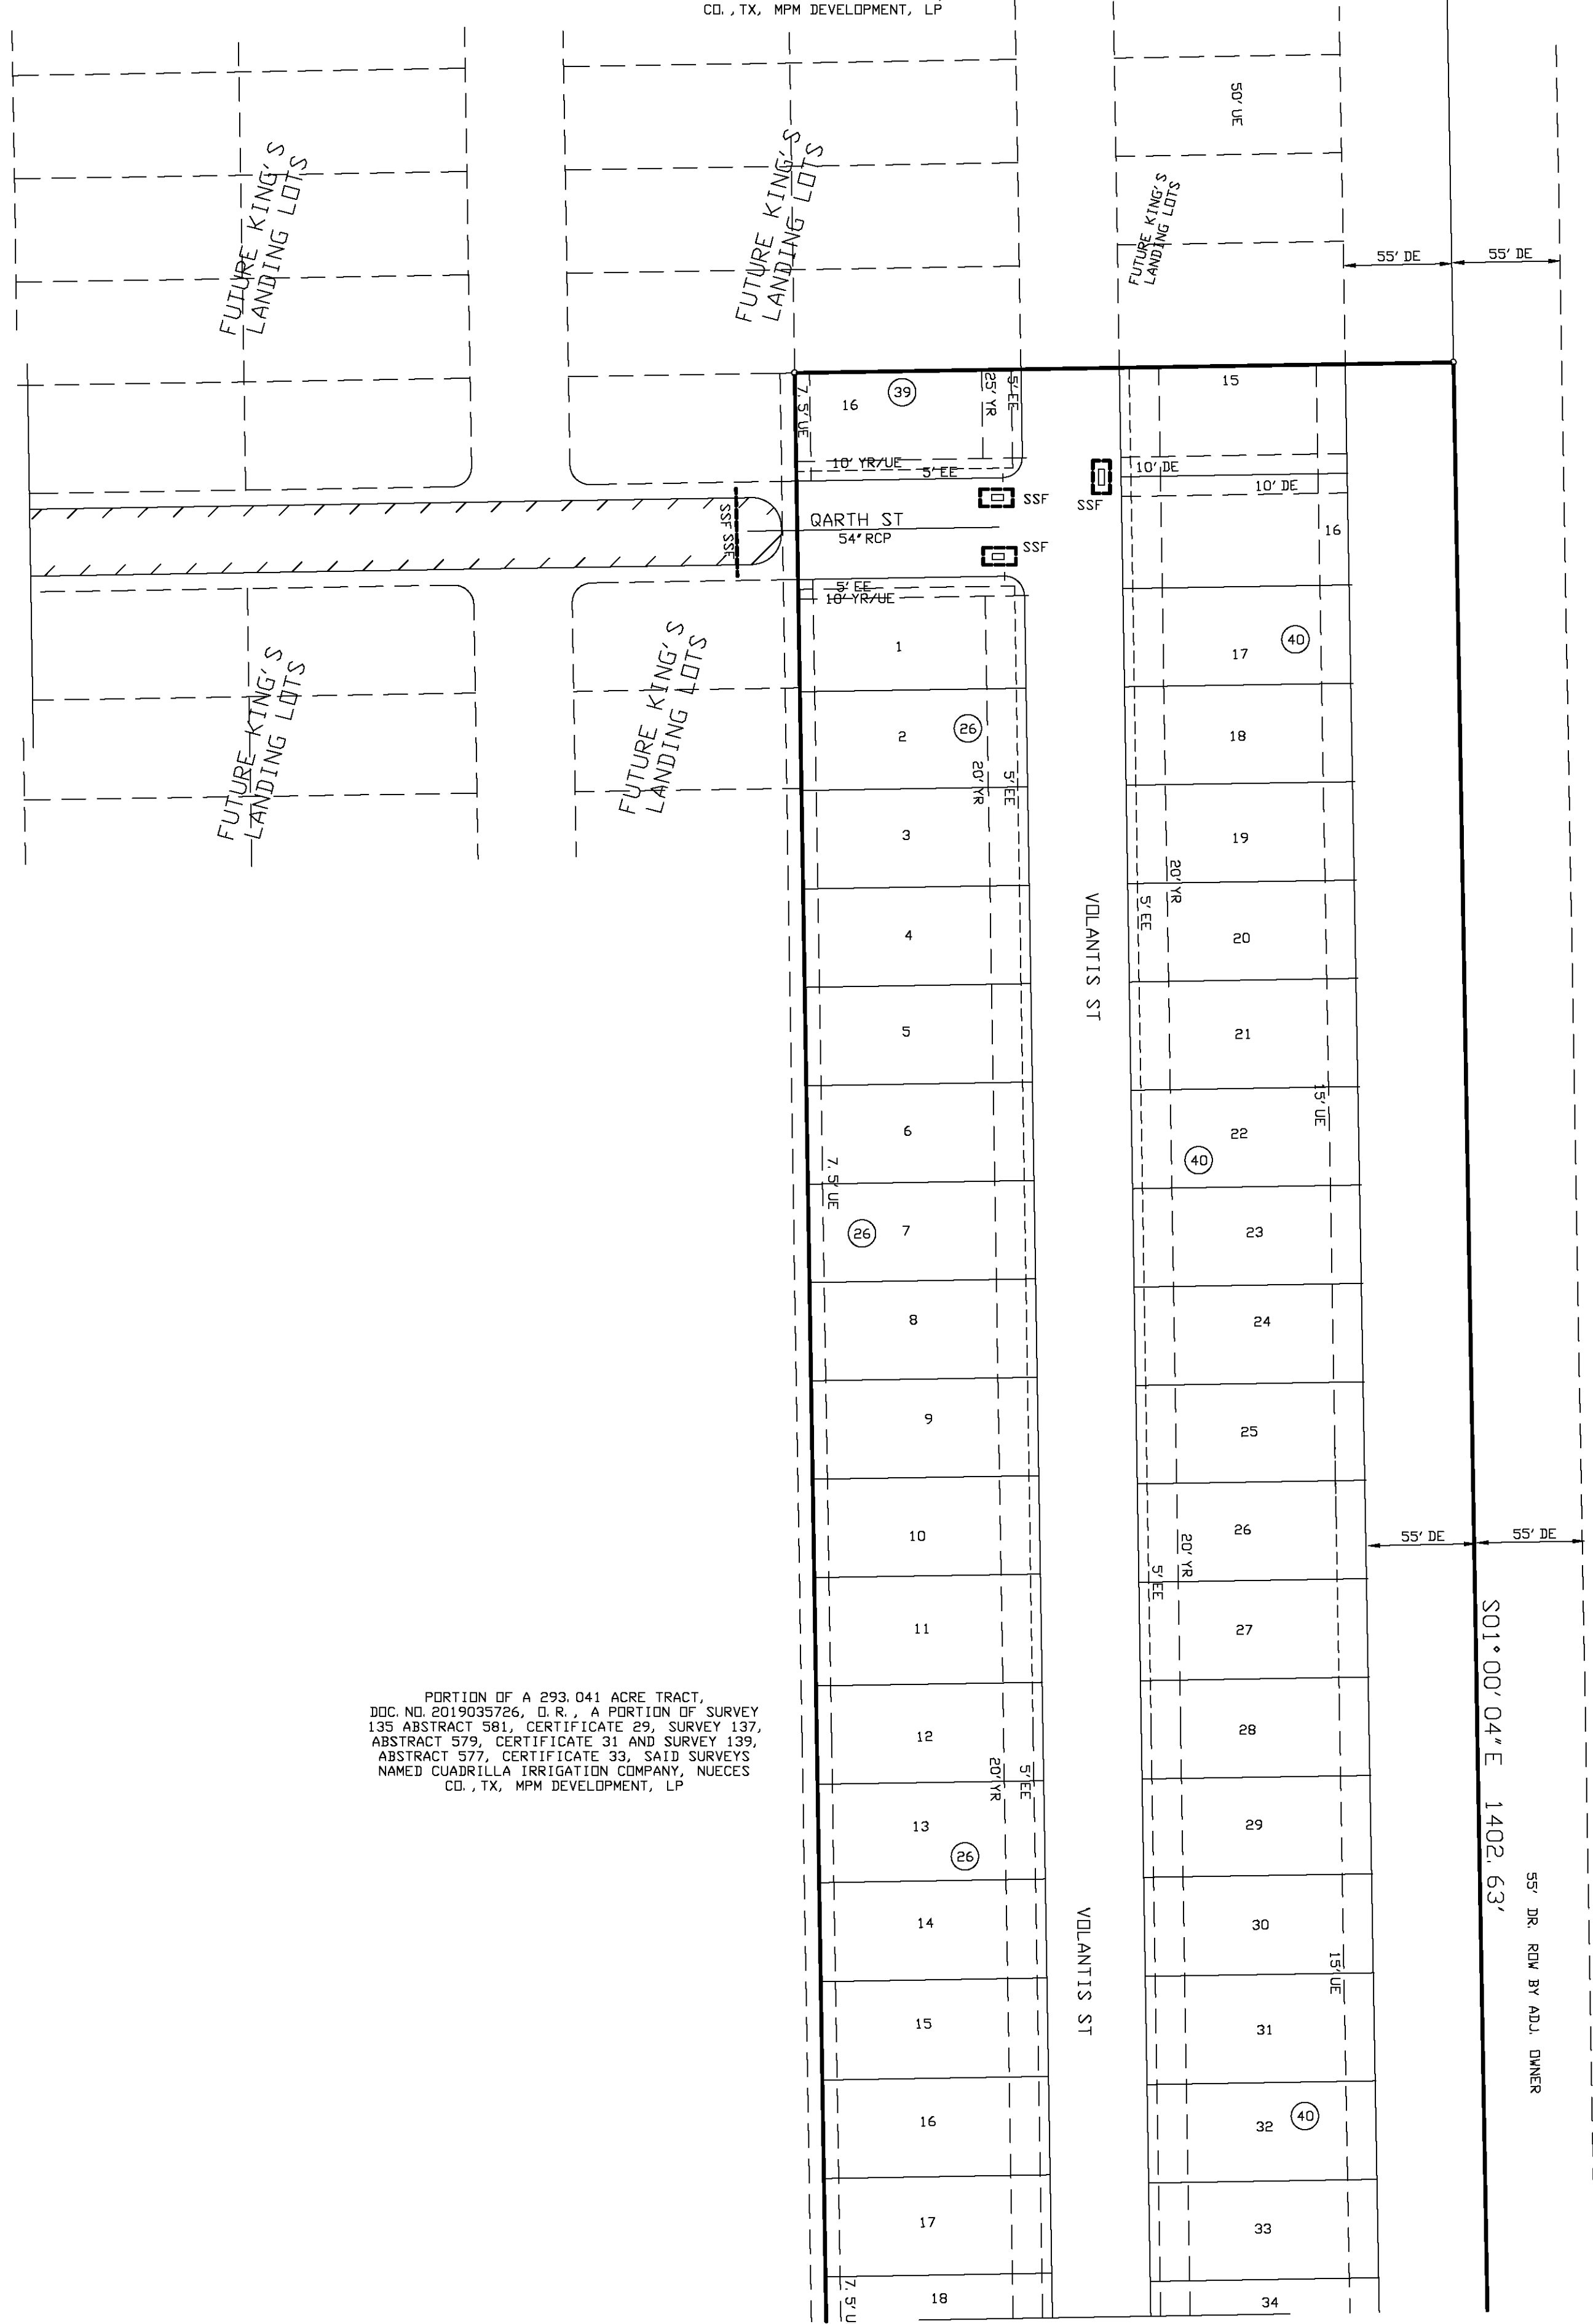 CO., TX, MPM DEVELOPMENT, LP
50' UE
FUTURE KING'S
LANDING LOTS
FUTURE KING'S
LANDING LOTS
FUTURE KING'S
LANDING LOTS
55' DE
55' DE
7.5' UE
16
39
25' YR
5' EE
15
10' YR/UE
5' EE
10' DE
10' DE
SSF
SSF
SSF SSF
QARTH ST
54" RCP
16
SSF
5' EE
10' YR/UE
1
17
40
FUTURE KING'S
LANDING LOTS
FUTURE KING'S
LANDING LOTS
2
26
18
20' YR
5' EE
3
19
20' YR
5' EE
VOLANTIS ST
4
20
5
21
15' UE
6
22
40
7.5' UE
26
7
23
8
24
9
25
10
26
20' YR
5' EE
55' DE
55' DE
11
27
S01°00'04"E 1402.63'
PORTION OF A 293.041 ACRE TRACT,
DOC. NO. 2019035726, O.R., A PORTION OF SURVEY
135 ABSTRACT 581, CERTIFICATE 29, SURVEY 137,
ABSTRACT 579, CERTIFICATE 31 AND SURVEY 139,
ABSTRACT 577, CERTIFICATE 33, SAID SURVEYS
NAMED CUADRILLA IRRIGATION COMPANY, NUECES
CO., TX, MPM DEVELOPMENT, LP
12
28
20' YR
5' EE
13
26
29
55' DR. ROW BY ADJ. OWNER
14
30
VOLANTIS ST
15' UE
15
31
16
32
40
17
33
7.5' U
18
34